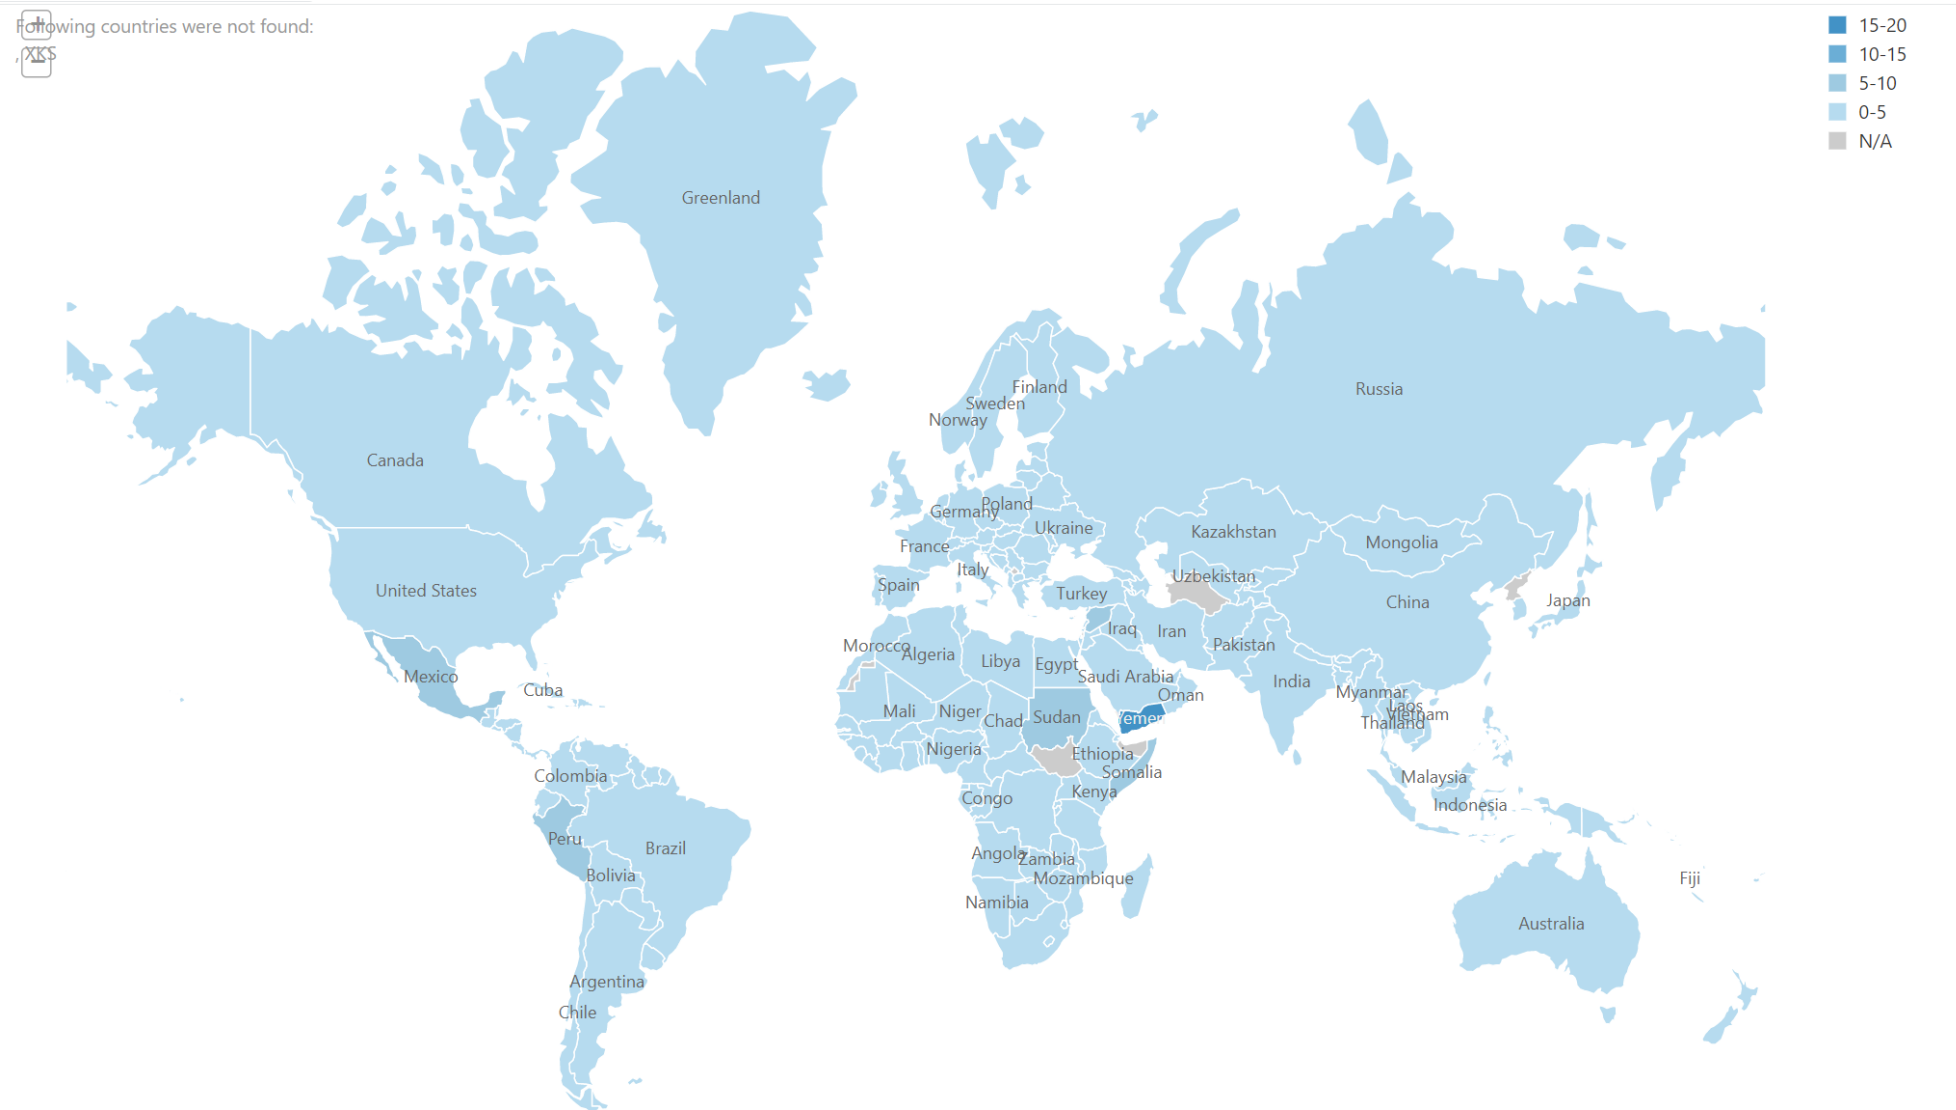 Following countries were not found:
, XKS
+
−
15-20
10-15
5-10
0-5
N/A
Greenland
Finland
Sweden
Norway
Russia
Canada
Poland
Germany
Ukraine
Kazakhstan
France
Mongolia
Italy
Uzbekistan
Spain
United States
Turkey
China
Japan
Iraq
Iran
Morocco
Pakistan
Algeria
Libya
Egypt
Mexico
Saudi Arabia
India
Cuba
Oman
Myanmar
Laos
Mali
Niger
Vietnam
Chad
Sudan
Yemen
Thailand
Nigeria
Ethiopia
Somalia
Colombia
Malaysia
Kenya
Congo
Indonesia
Peru
Brazil
Angola
Zambia
Bolivia
Mozambique
Fiji
Namibia
Australia
Argentina
Chile